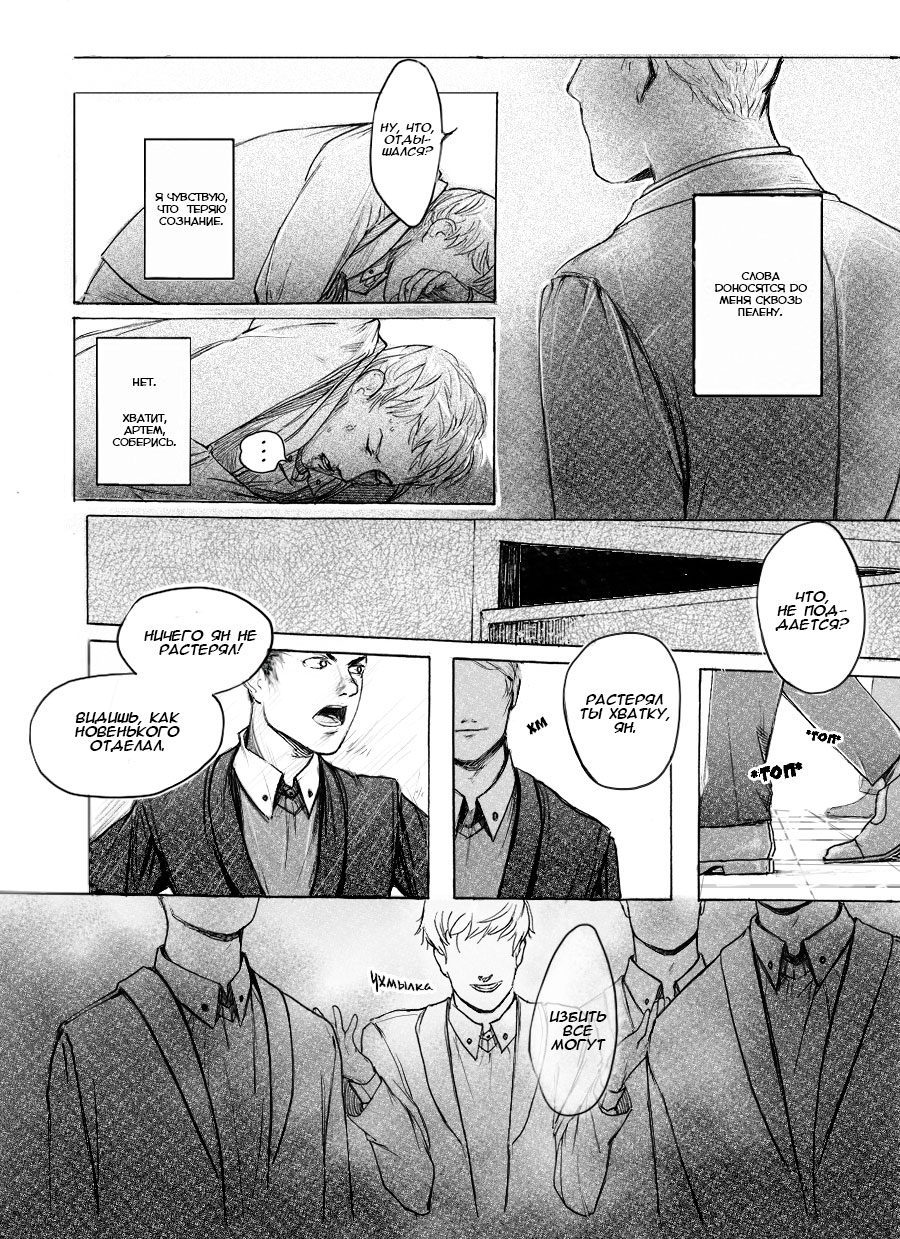 СЛОВА
ДОНОСЯТСЯ ДО
МЕНЯ СКВОЗЬ
ПЕЛЕНУ.
НУ, ЧТО,
ОТДЫ-
ШАЛСЯ?
Я ЧУВСТВУЮ,
ЧТО ТЕРЯЮ
СОЗНАНИЕ.
...
НЕТ.
ХВАТИТ,
АРТЕМ,
СОБЕРИСЬ.
ЧТО,
НЕ ПОД-
ДАЕТСЯ?
*ТОП*
*ТОП*
РАСТЕРЯЛ
ТЫ ХВАТКУ,
ЯН.
ХМ
НИЧЕГО ЯН НЕ
РАСТЕРЯЛ!
ВИДИШЬ, КАК
НОВЕНЬКОГО
ОТДЕЛАЛ.
ИЗБИТЬ
ВСЕ
МОГУТ
УХМЫЛКА